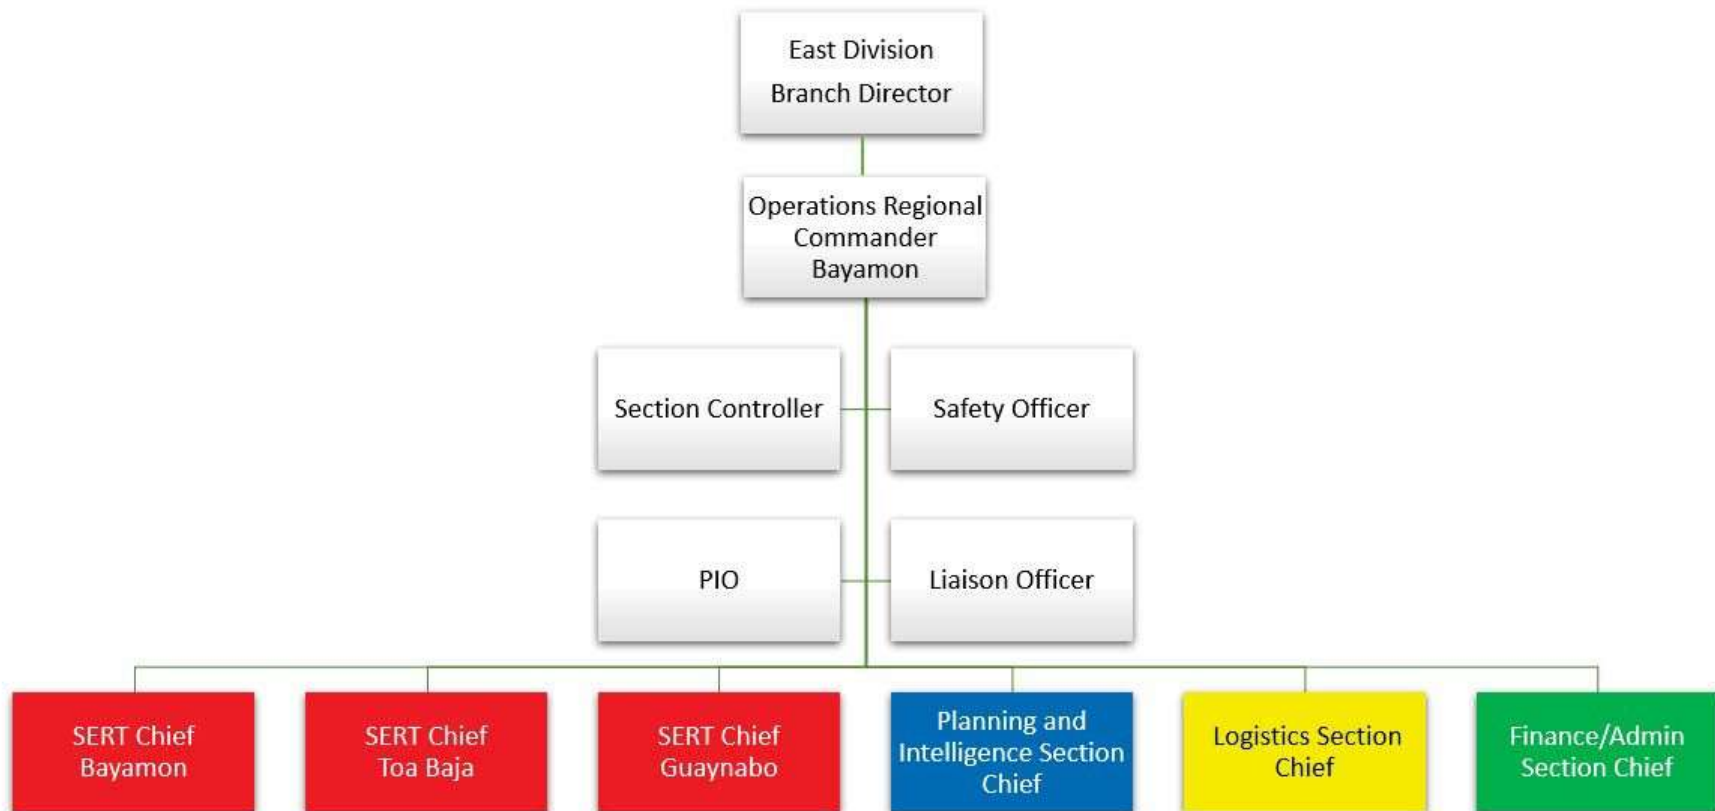 East Division
Branch Director
Operations Regional
Commander
Bayamon
Section Controller
Safety Officer
PIO
Liaison Officer
SERT Chief
Bayamon
SERT Chief
Toa Baja
SERT Chief
Guaynabo
Planning and
Intelligence Section
Chief
Logistics Section
Chief
Finance/Admin
Section Chief